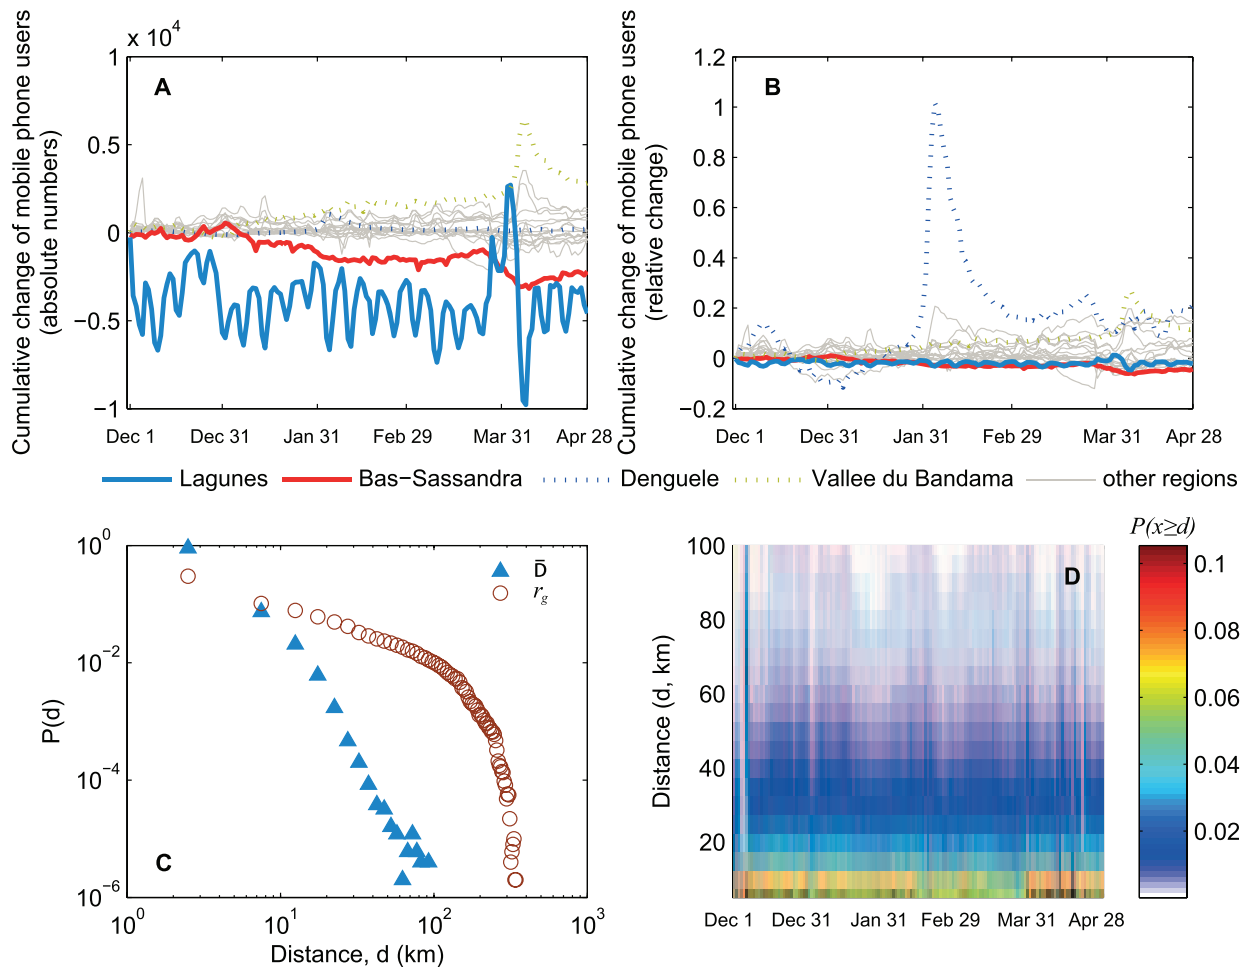 Cumulative change of mobile phone users
(absolute numbers)
x 10^4
1
0.5
0
−0.5
−1
A
Dec 1
Dec 31
Jan 31
Feb 29
Mar 31
Apr 28
Cumulative change of mobile phone users
(relative change)
1.2
1
0.8
0.6
0.4
0.2
0
−0.2
B
Dec 1
Dec 31
Jan 31
Feb 29
Mar 31
Apr 28
Lagunes
Bas−Sassandra
Denguele
Vallee du Bandama
other regions
P(d)
10^0
10^−2
10^−4
10^−6
C
D̄
r_g
10^0
10^1
10^2
10^3
Distance, d (km)
Distance (d, km)
100
80
60
40
20
D
Dec 1
Dec 31
Jan 31
Feb 29
Mar 31
Apr 28
P(x≥d)
0.1
0.08
0.06
0.04
0.02